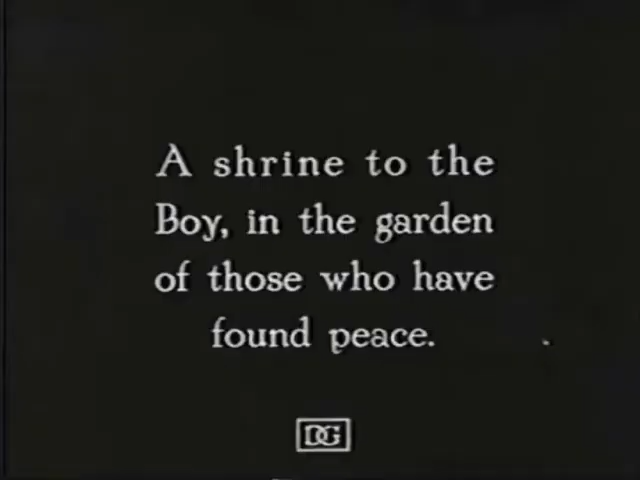 A shrine to the
Boy, in the garden
of those who have
found peace.
DG